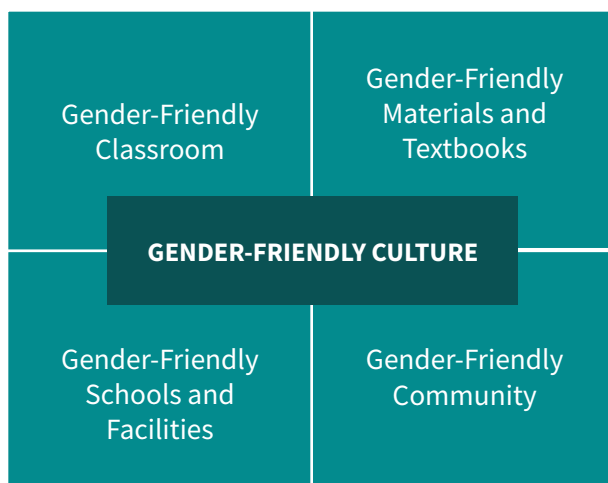 Gender-Friendly
Classroom
Gender-Friendly
Materials and
Textbooks
GENDER-FRIENDLY CULTURE
Gender-Friendly
Schools and
Facilities
Gender-Friendly
Community